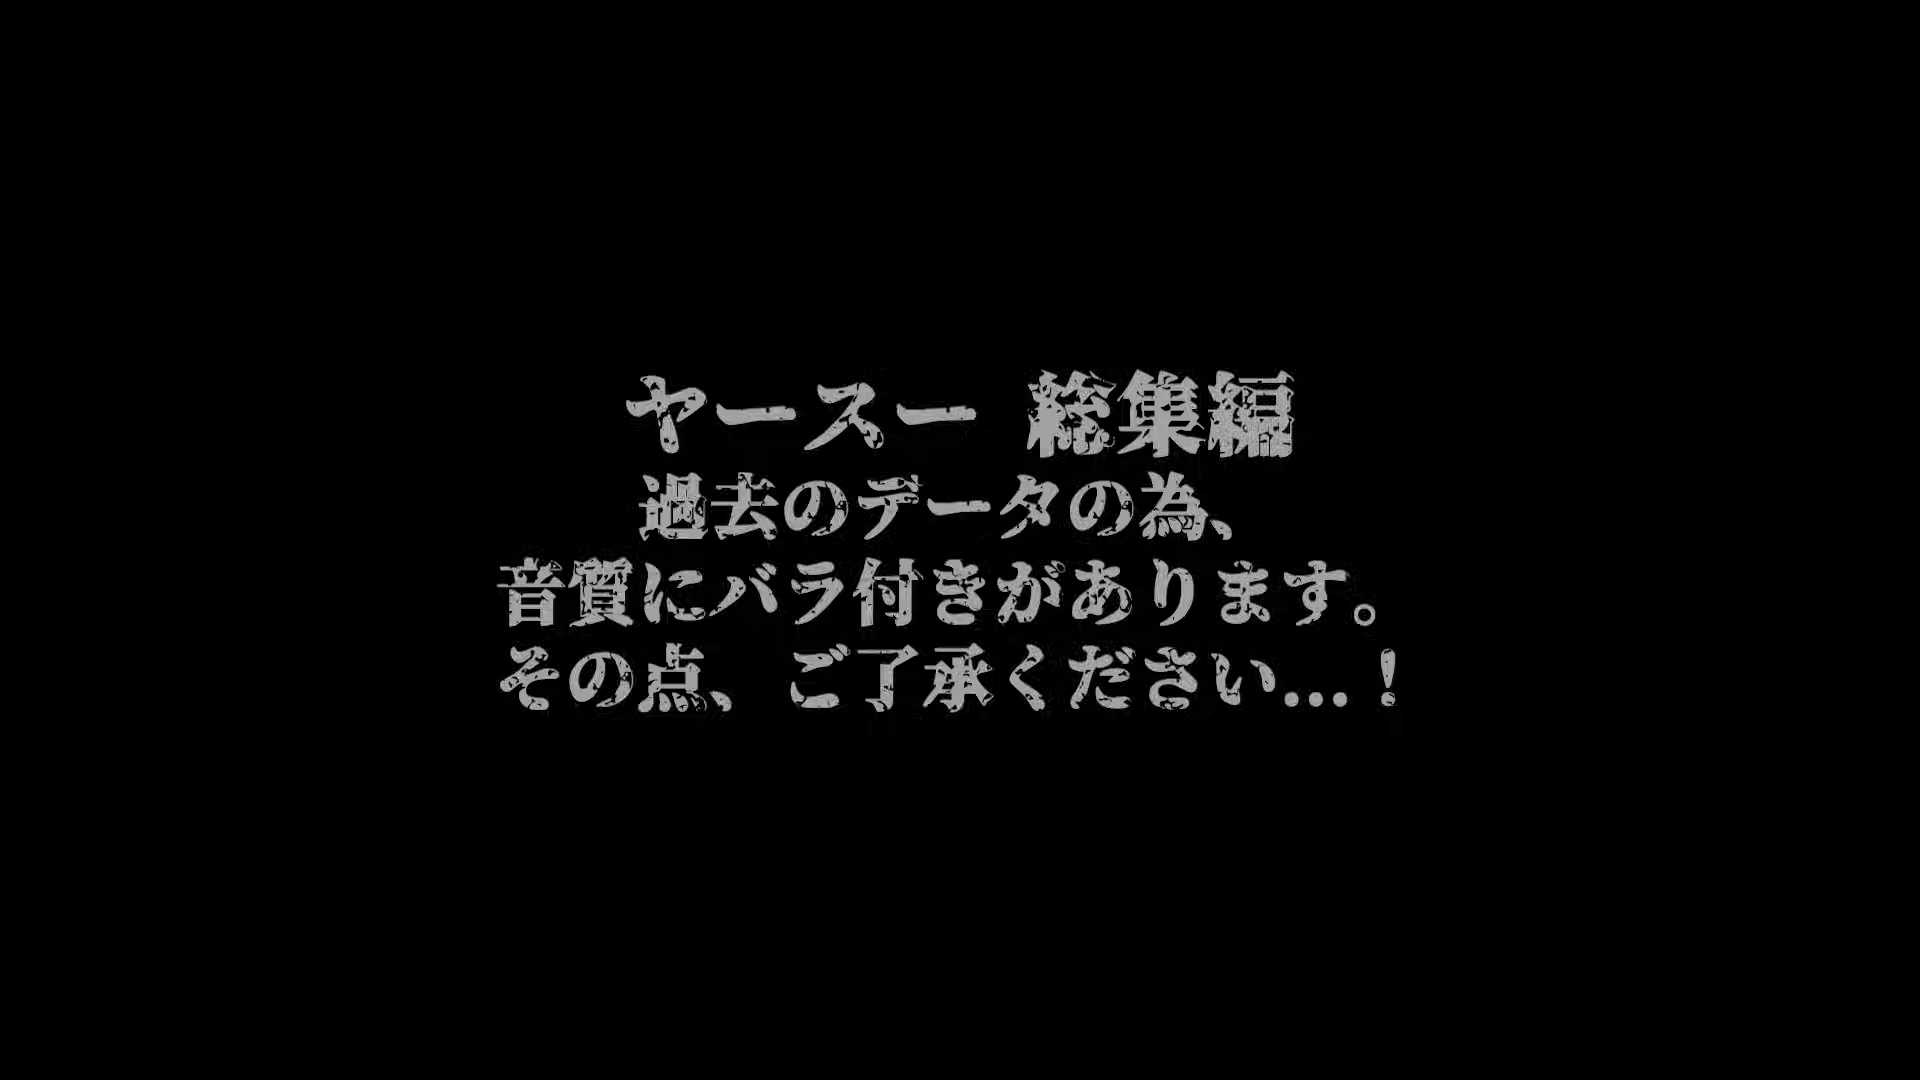 ヤースー 総集編
過去のデータの為、
音質にバラ付きがあります。
その点、ご了承ください...！